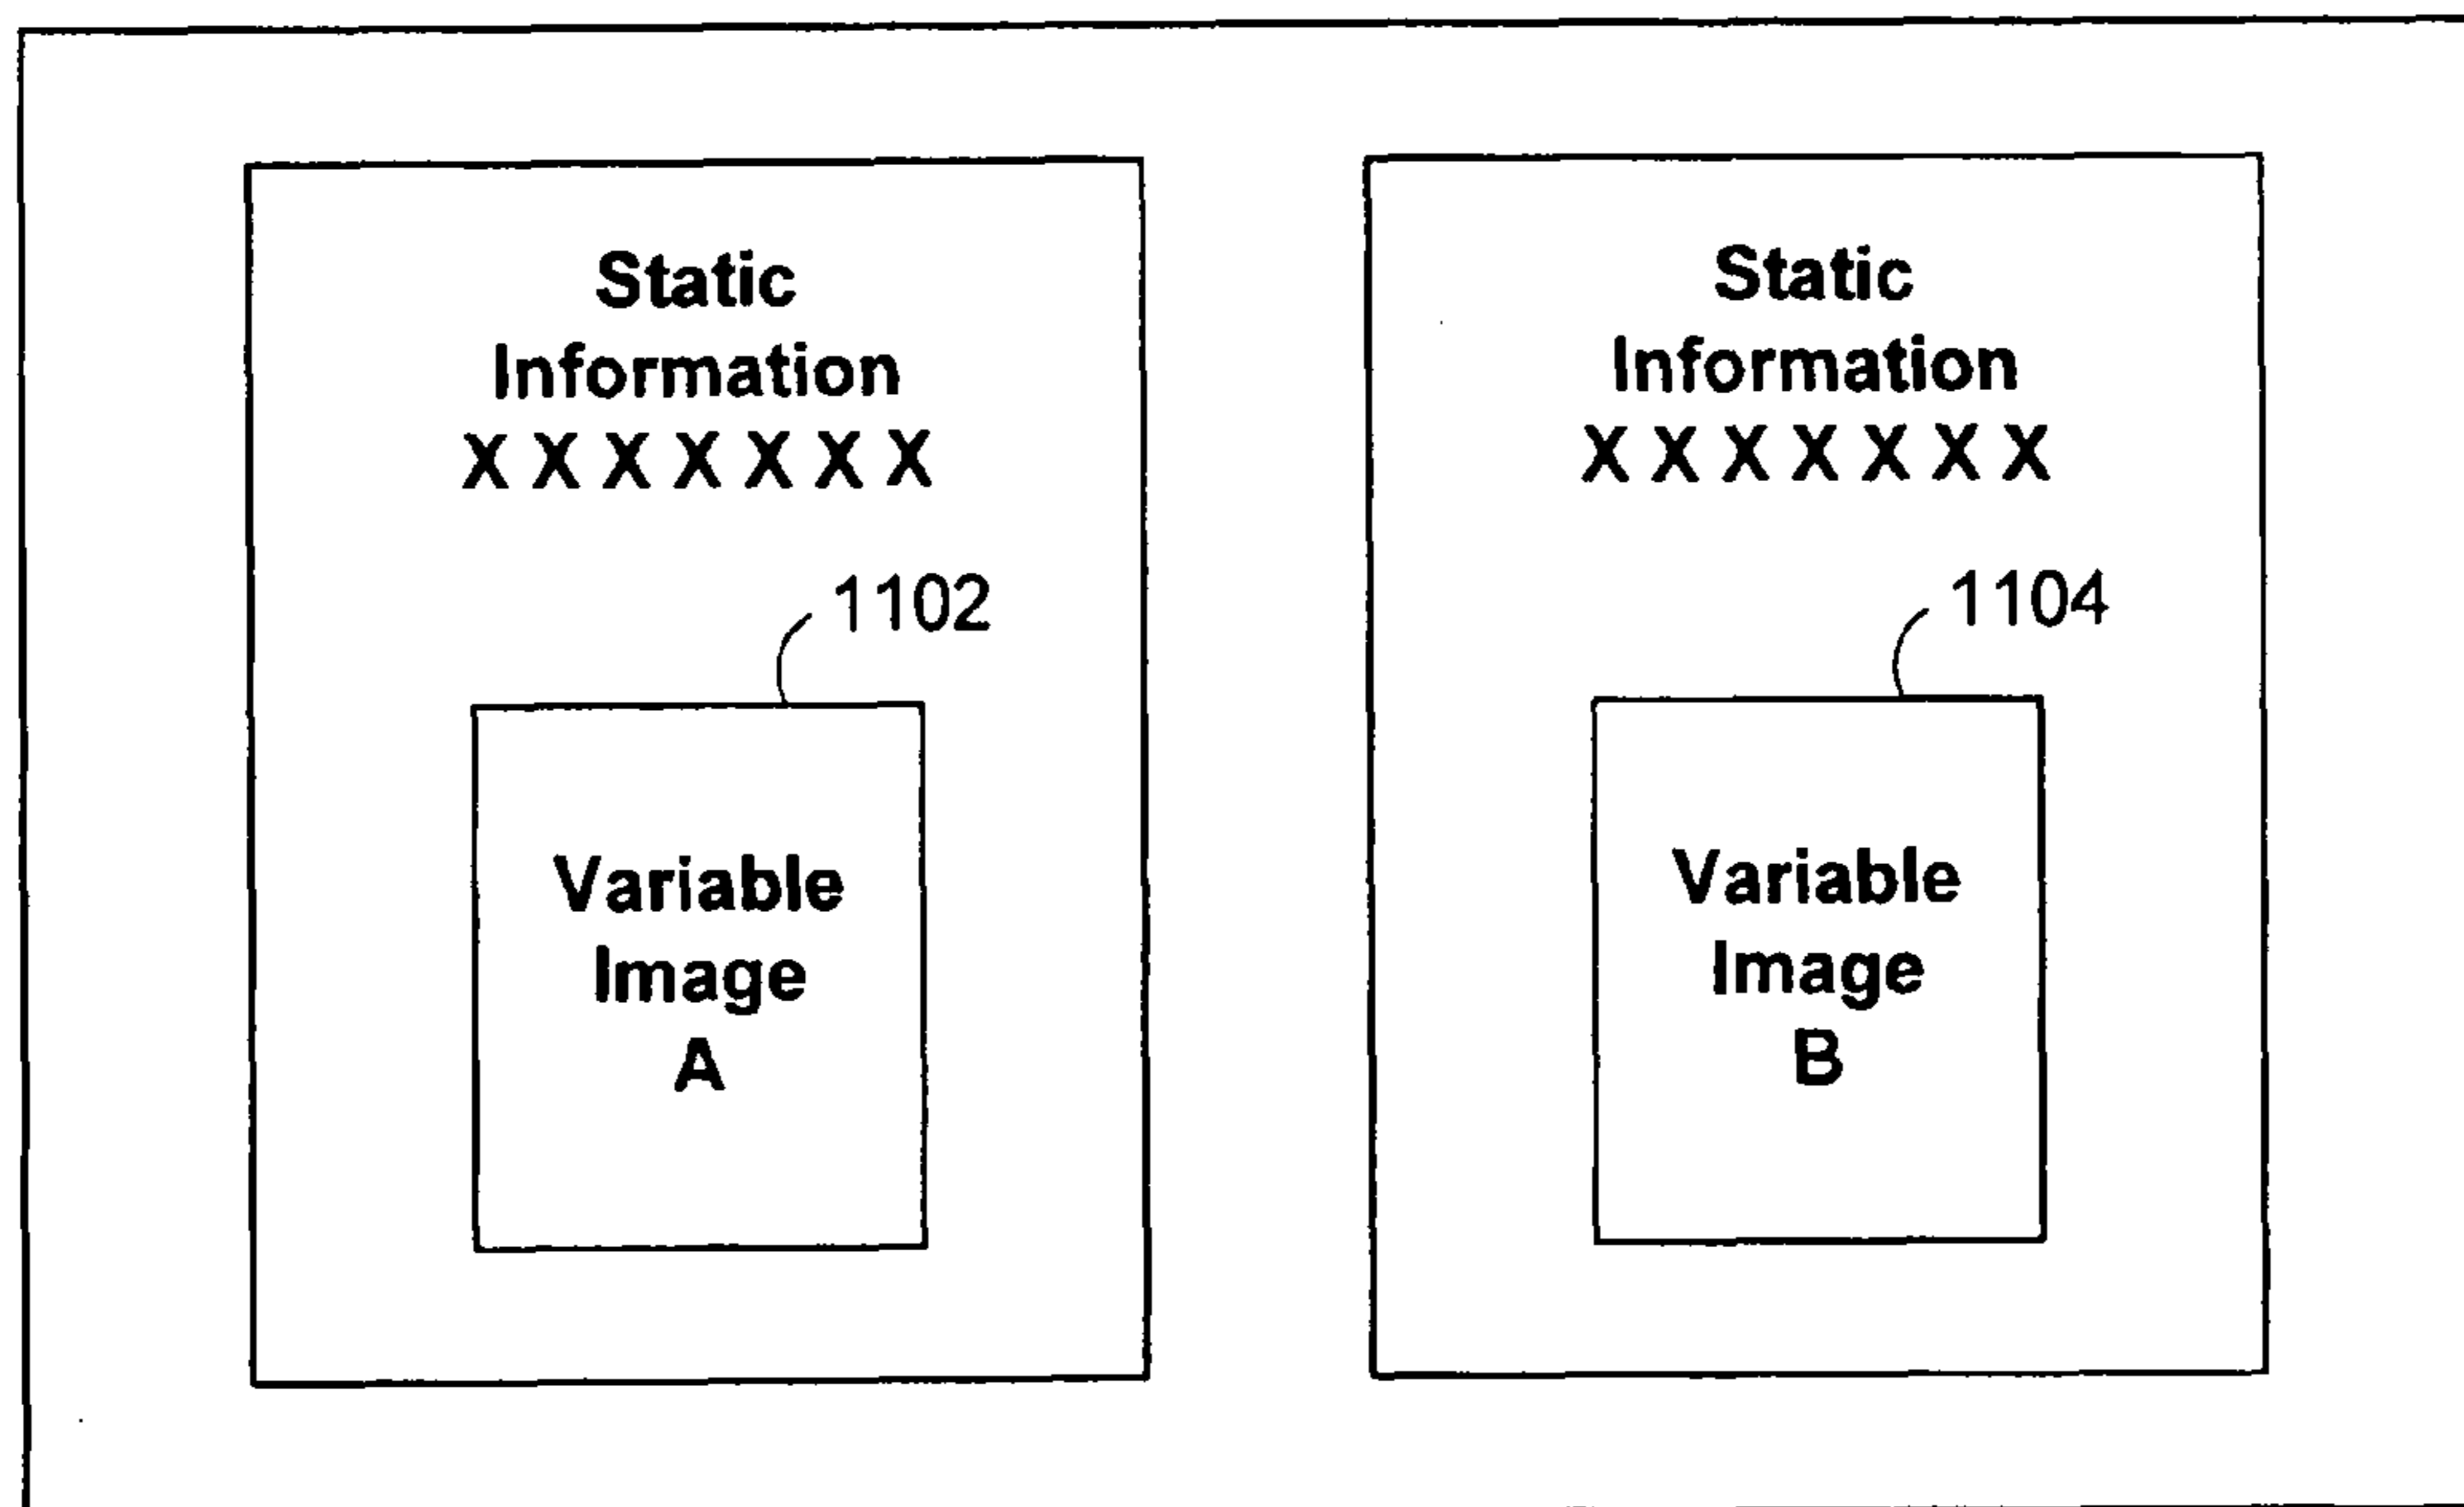 Static
Information
X X X X X X X
1102
Variable
Image
A
Static
Information
X X X X X X X
1104
Variable
Image
B